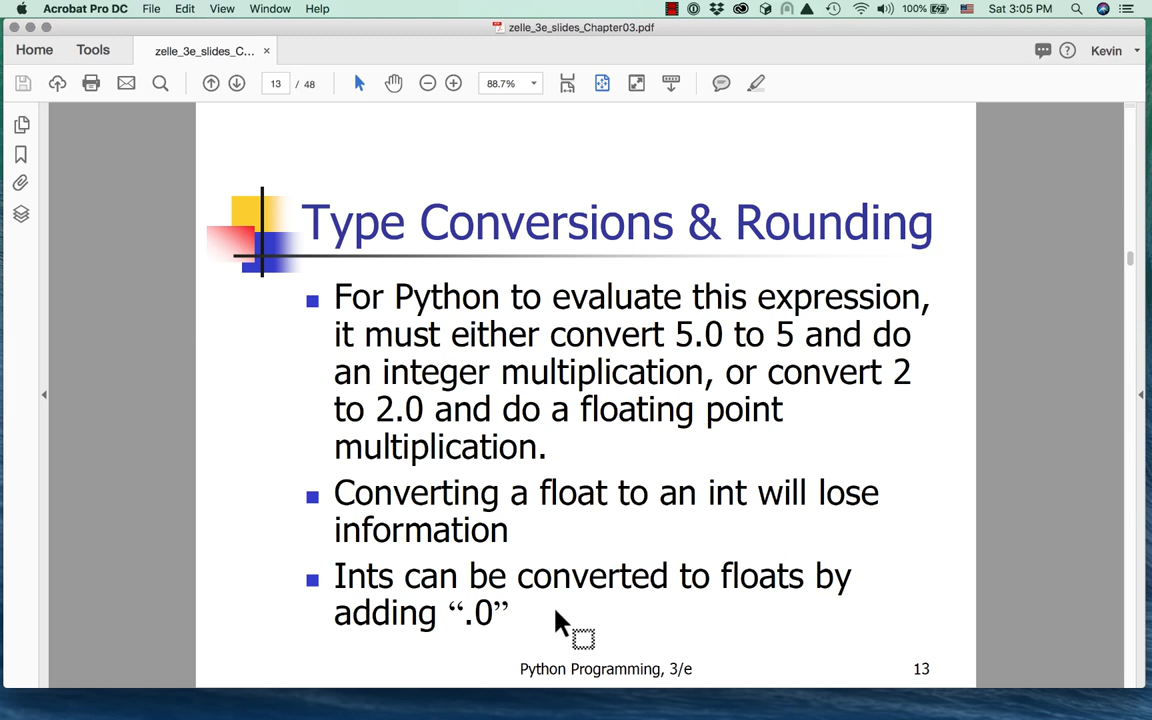 Acrobat Pro DC File Edit View Window Help 100% Sat 3:05 PM
zelle_3e_slides_Chapter03.pdf
Home Tools zelle_3e_slides_C... × Kevin
13 / 48 88.7%
Type Conversions & Rounding
For Python to evaluate this expression,
it must either convert 5.0 to 5 and do
an integer multiplication, or convert 2
to 2.0 and do a floating point
multiplication.
Converting a float to an int will lose
information
Ints can be converted to floats by
adding “.0”
Python Programming, 3/e 13